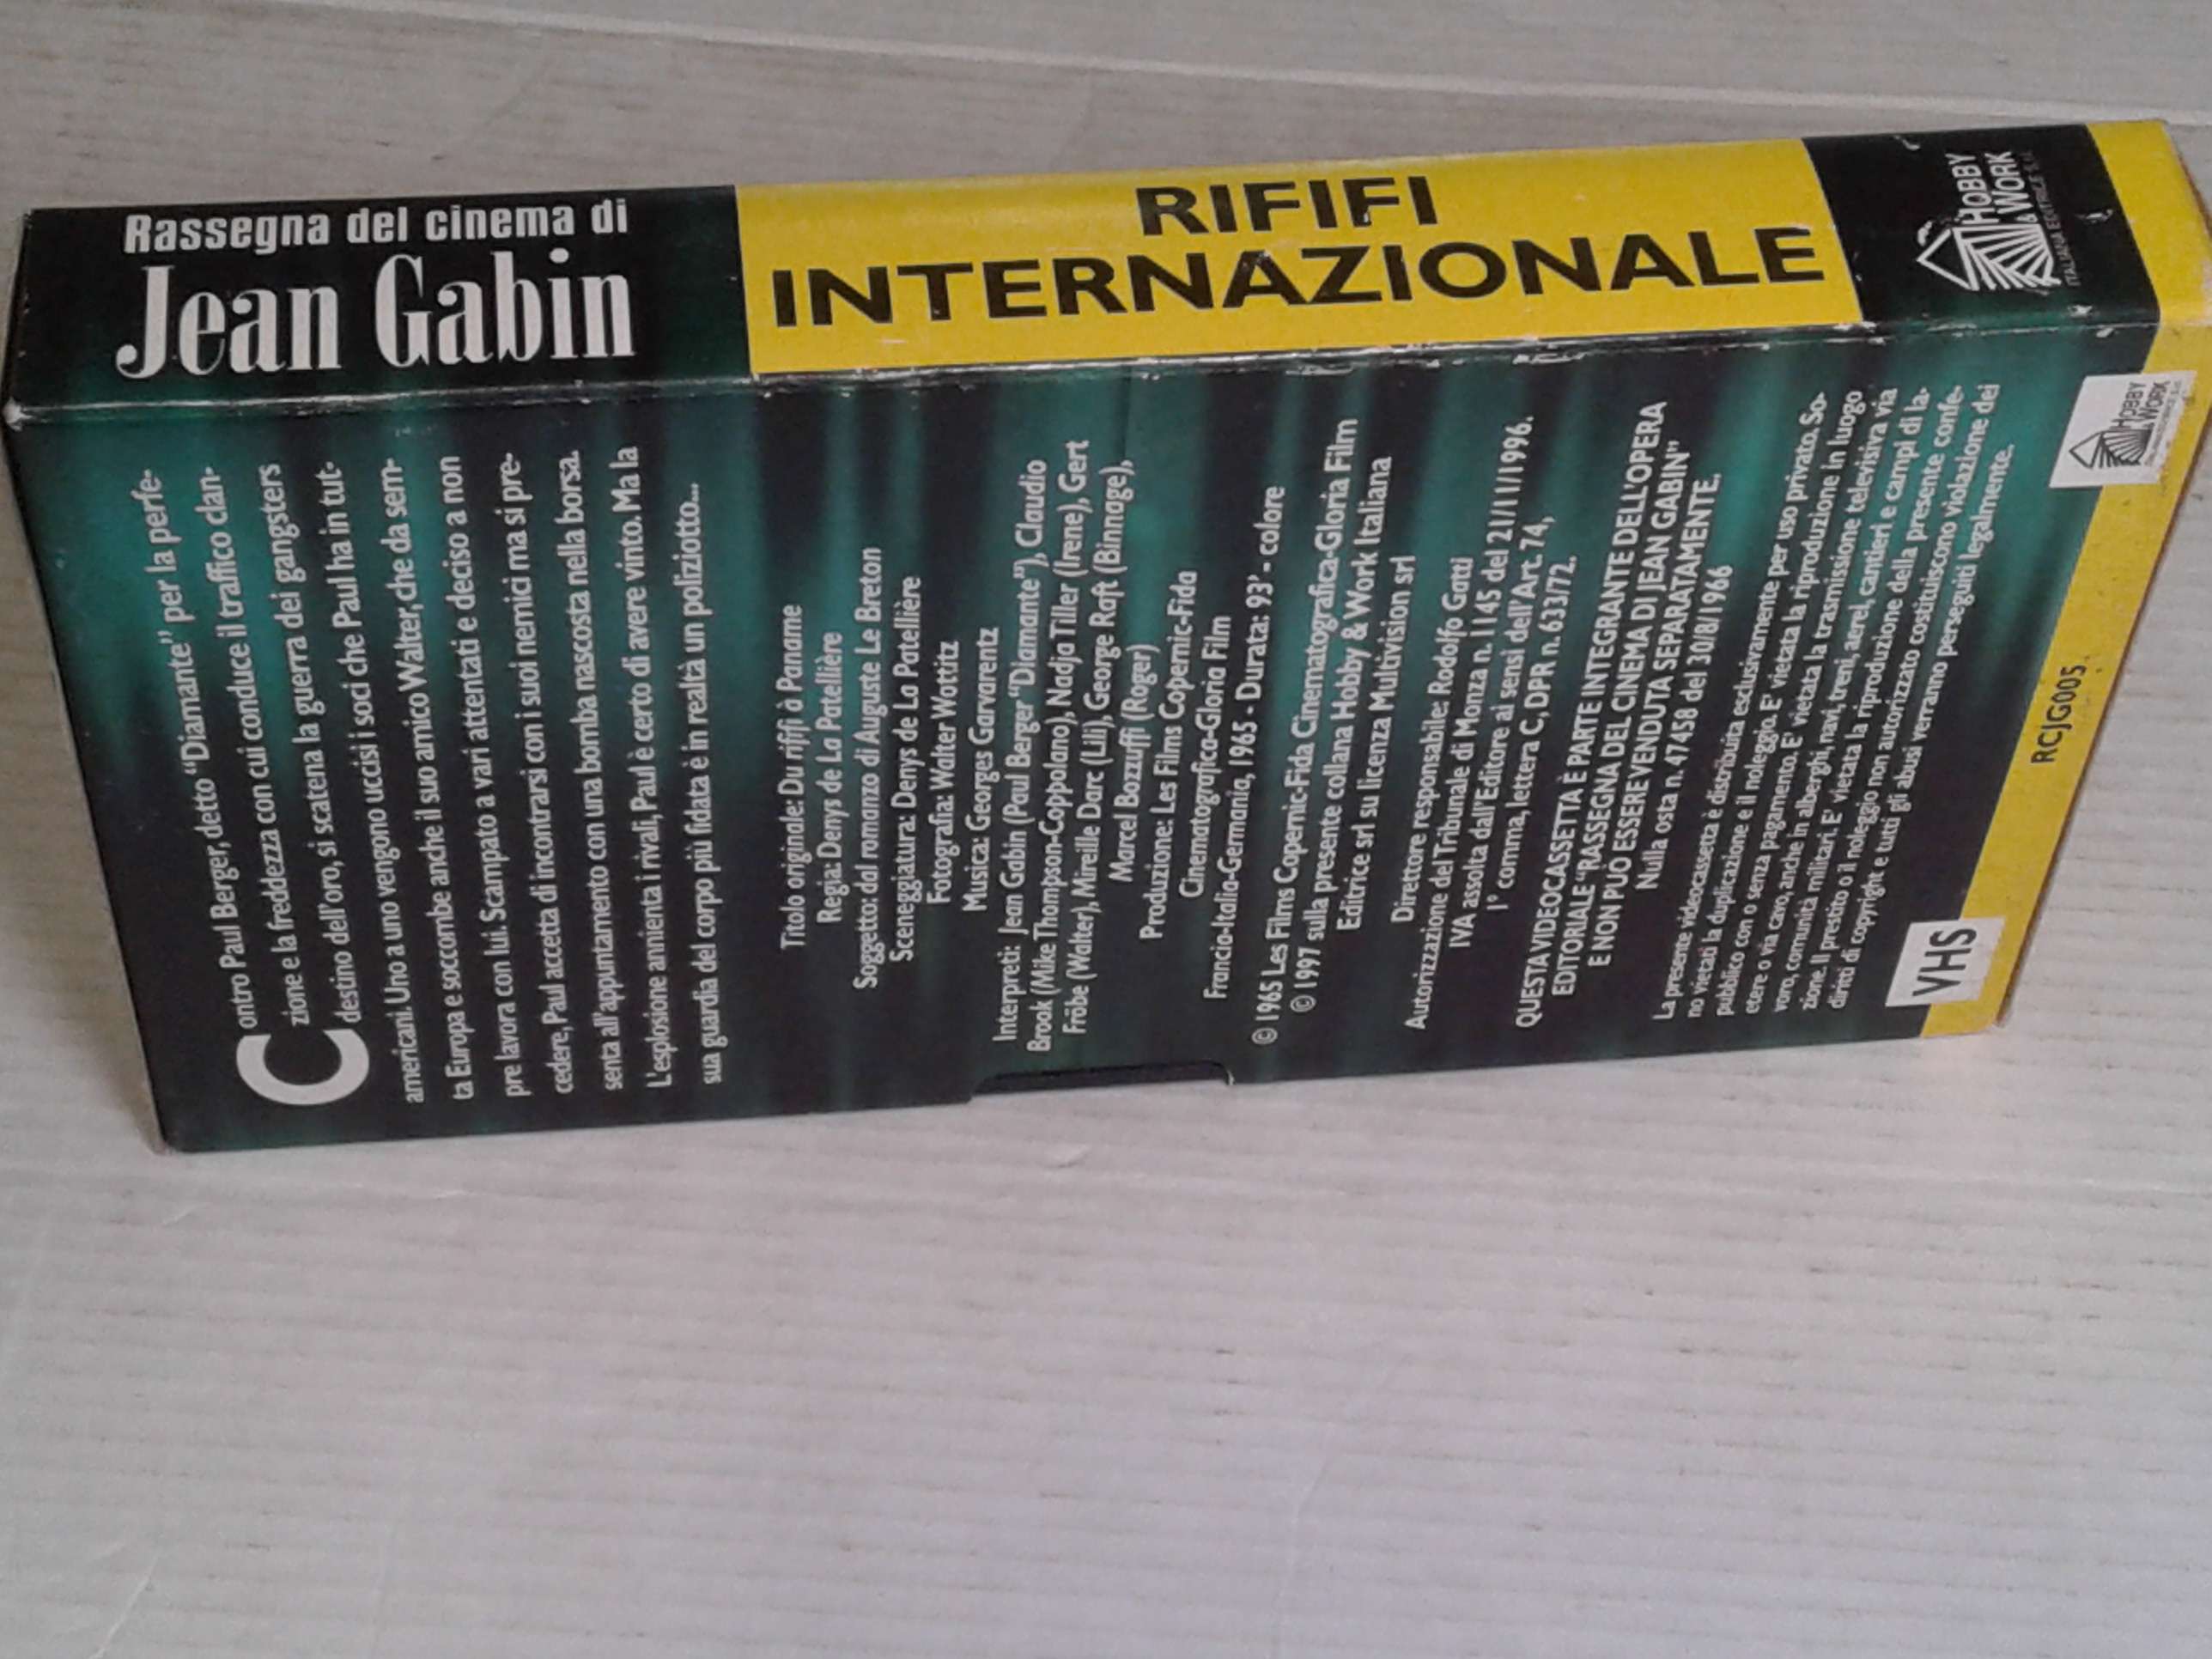 Rassegna del cinema di
Jean Gabin
RIFIFI
INTERNAZIONALE
HOBBY
& WORK
ITALIANA EDITRICE S.r.l.
Contro Paul Berger, detto "Diamante" per la perfe-
zione e la freddezza con cui conduce il traffico clan-
destino dell'oro, si scatena la guerra dei gangsters
americani. Uno a uno vengono uccisi i soci che Paul ha in tut-
ta Europa e soccombe anche il suo amico Walter, che da sem-
pre lavora con lui. Scampato a vari attentati e deciso a non
cedere, Paul accetta di incontrarsi con i suoi nemici ma si pre-
senta all'appuntamento con una bomba nascosta nella borsa.
L'esplosione annienta i rivali, Paul è certo di avere vinto. Ma la
sua guardia del corpo più fidata è in realtà un poliziotto...
Titolo originale: Du rififi à Paname
Regia: Denys de La Patellière
Soggetto: dal romanzo di Auguste Le Breton
Sceneggiatura: Denys de La Patellière
Fotografia: Walter Wottitz
Musica: Georges Garvarentz
Interpreti: Jean Gabin (Paul Berger "Diamante"), Claudio
Brook (Mike Thompson-Coppolano), Nadja Tiller (Irene), Gert
Fröbe (Walter), Mireille Darc (Lili), George Raft (Binnage),
Marcel Bozzuffi (Roger)
Produzione: Les Films Copernic-Fida
Cinematografica-Gloria Film
Francia-Italia-Germania, 1965 - Durata: 93' - colore
© 1965 Les Films Copernic-Fida Cinematografica-Gloria Film
© 1997 sulla presente collana Hobby & Work Italiana
Editrice srl su licenza Multivision srl
Direttore responsabile: Rodolfo Gatti
Autorizzazione del Tribunale di Monza n. 1145 del 21/11/1996.
IVA assolta dall'Editore ai sensi dell'Art. 74,
1° comma, lettera C, DPR n. 633/72.
QUESTA VIDEOCASSETTA È PARTE INTEGRANTE DELL'OPERA
EDITORIALE "RASSEGNA DEL CINEMA DI JEAN GABIN"
E NON PUÒ ESSERE VENDUTA SEPARATAMENTE.
Nulla osta n. 47458 del 30/8/1966
La presente videocassetta è distribuita esclusivamente per uso privato. So-
no vietati la duplicazione e il noleggio. E' vietata la riproduzione in luogo
pubblico con o senza pagamento. E' vietata la trasmissione televisiva via
etere o via cavo, anche in alberghi, navi, treni, aerei, cantieri e campi di la-
voro, comunità militari. E' vietata la riproduzione della presente confe-
zione. Il prestito o il noleggio non autorizzato costituiscono violazione dei
diritti di copyright e tutti gli abusi verranno perseguiti legalmente.
VHS
RCJG005
HOBBY
& WORK